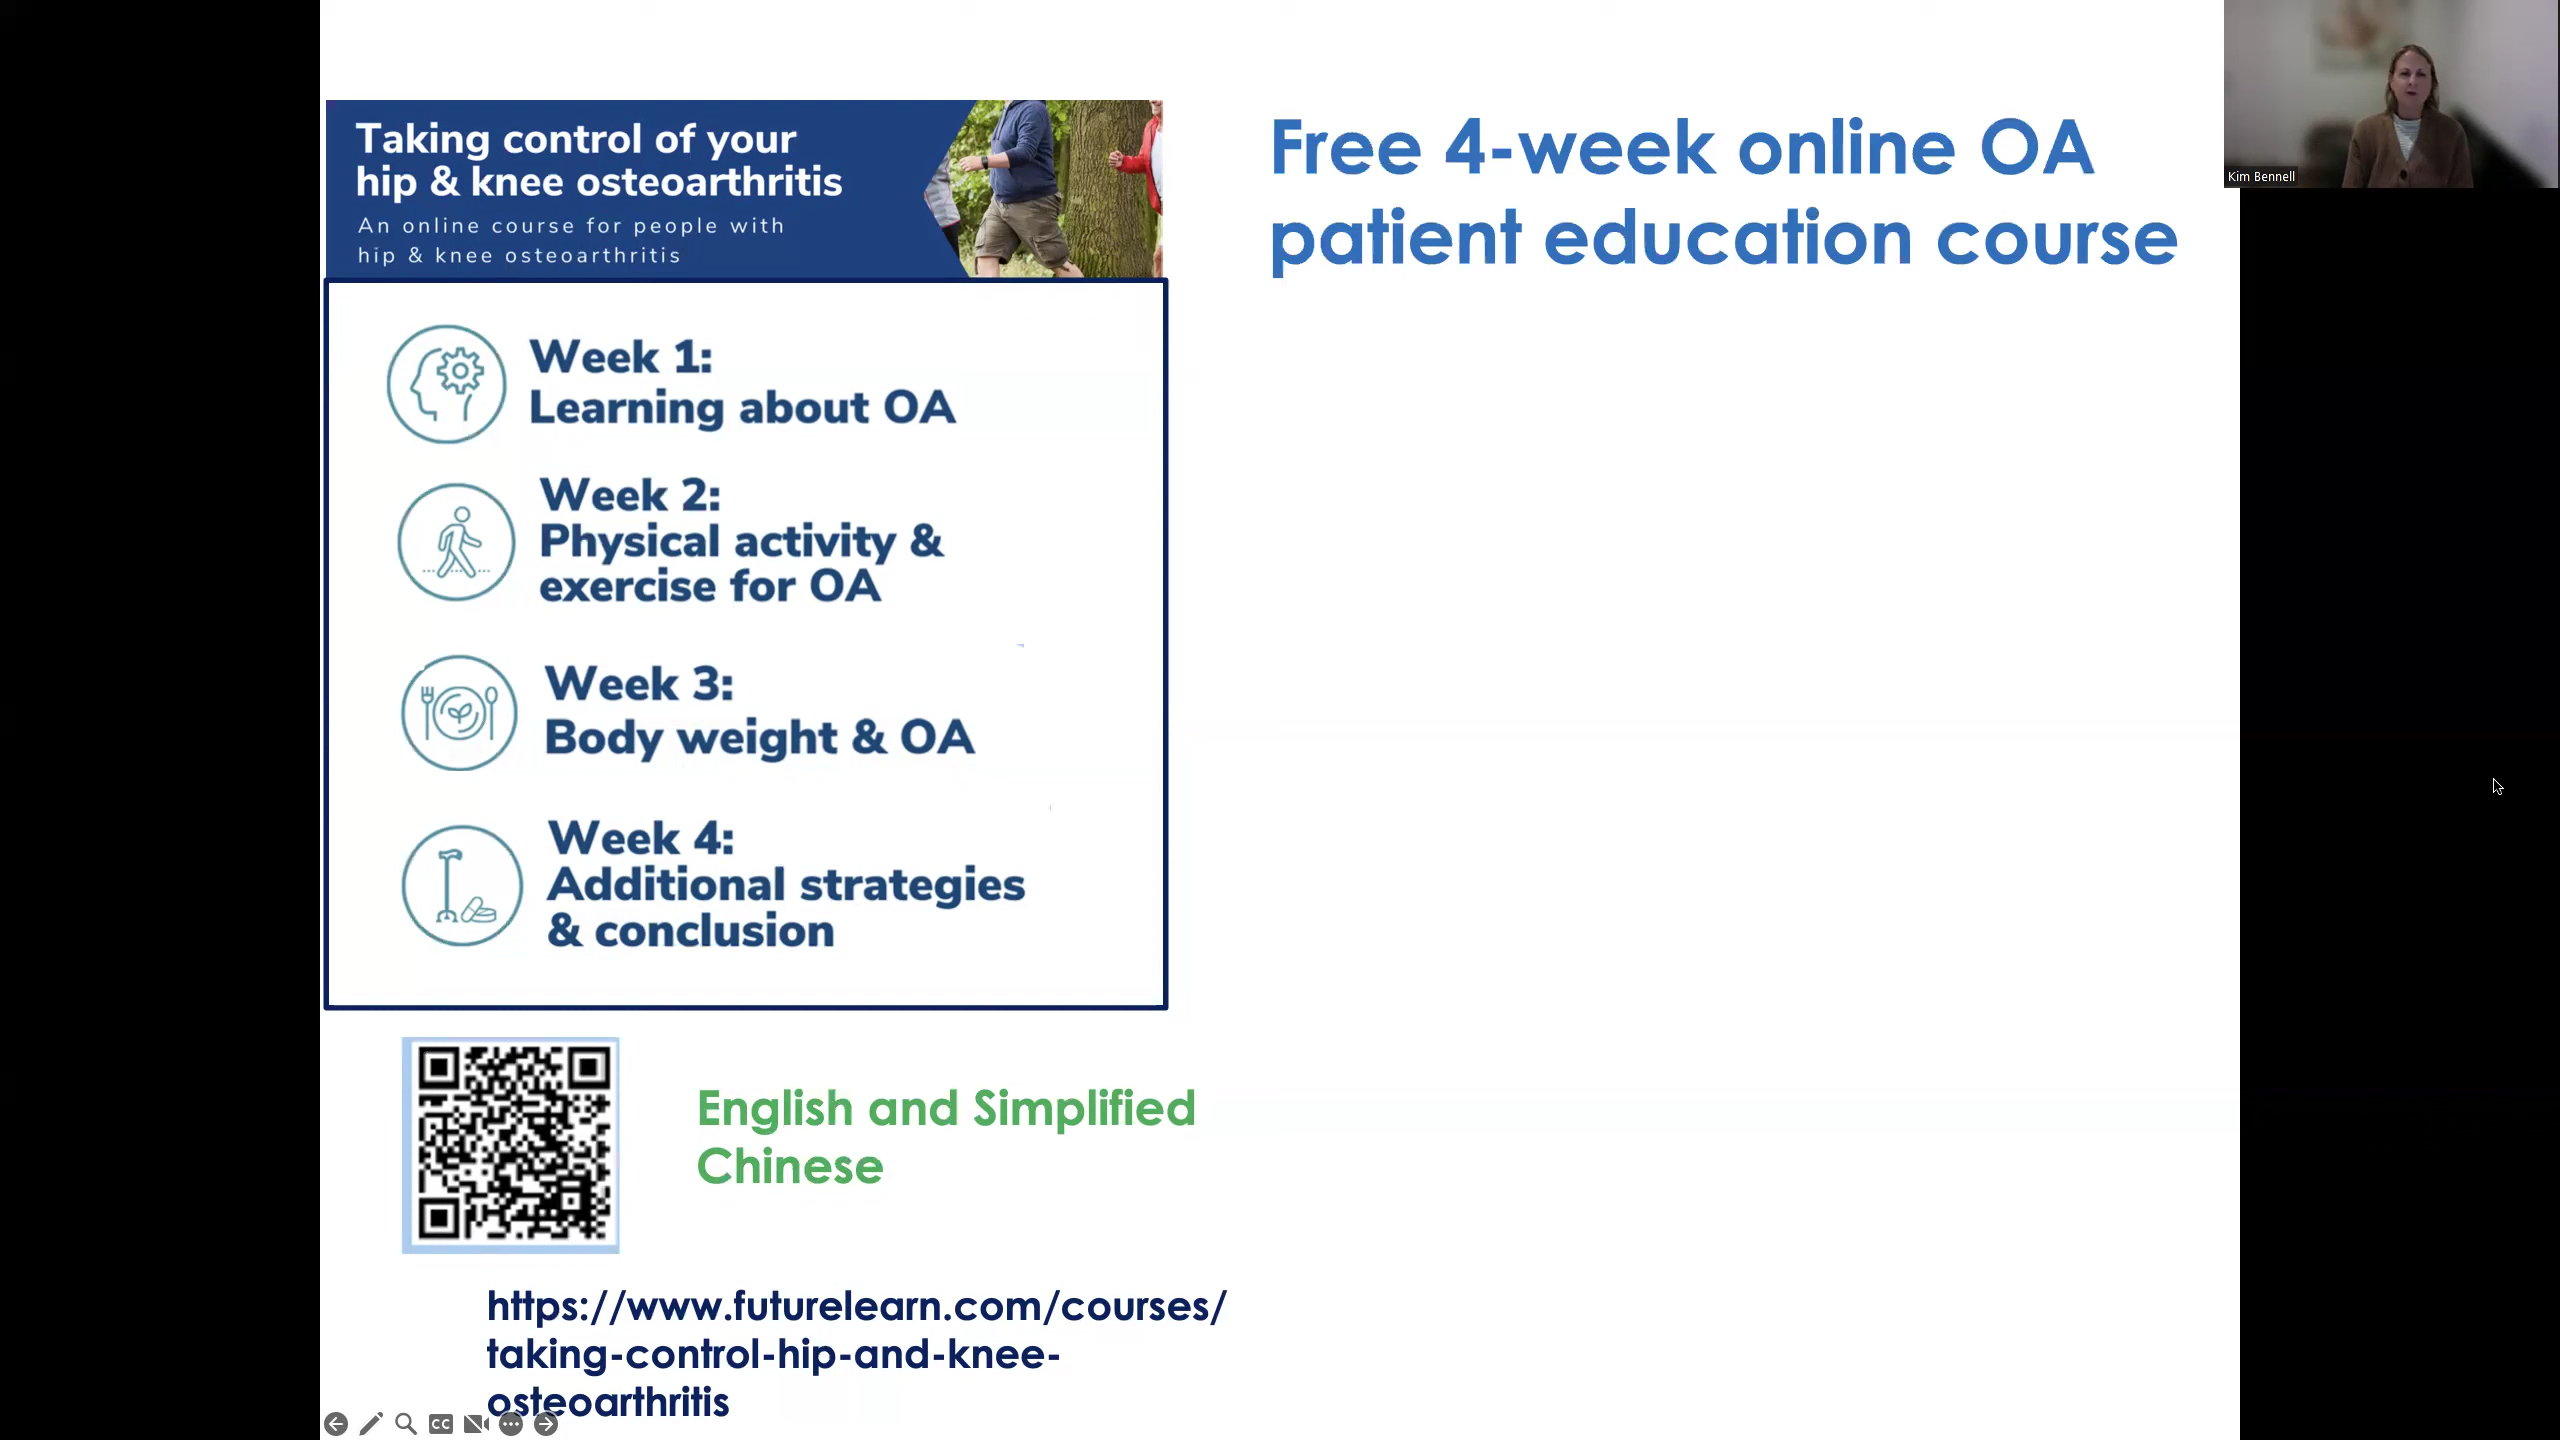 Taking control of your
hip & knee osteoarthritis
An online course for people with
hip & knee osteoarthritis
Free 4-week online OA
patient education course
Kim Bennell
Week 1:
Learning about OA
Week 2:
Physical activity &
exercise for OA
Week 3:
Body weight & OA
Week 4:
Additional strategies
& conclusion
English and Simplified
Chinese
https://www.futurelearn.com/courses/
taking-control-hip-and-knee-
osteoarthritis
CC